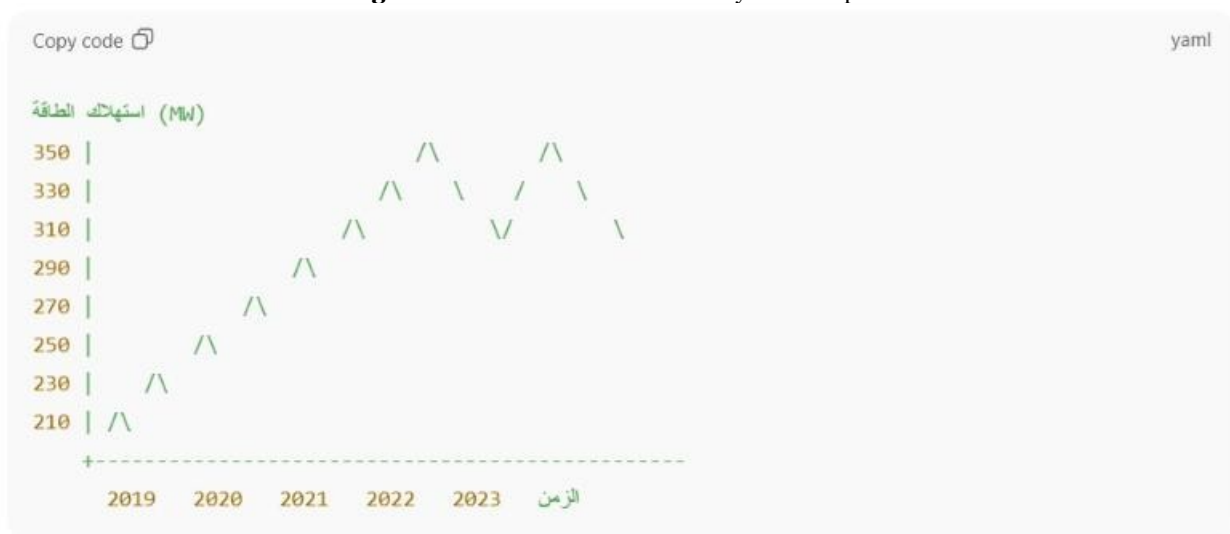 Copy code yaml
استهلاك الطاقة (MW)
350 | /\ /\
330 | /\ \ / \
310 | /\ \/ \
290 | /\
270 | /\
250 | /\
230 | /\
210 | /\
+------------------------------------------------
2019 2020 2021 2022 2023 الزمن